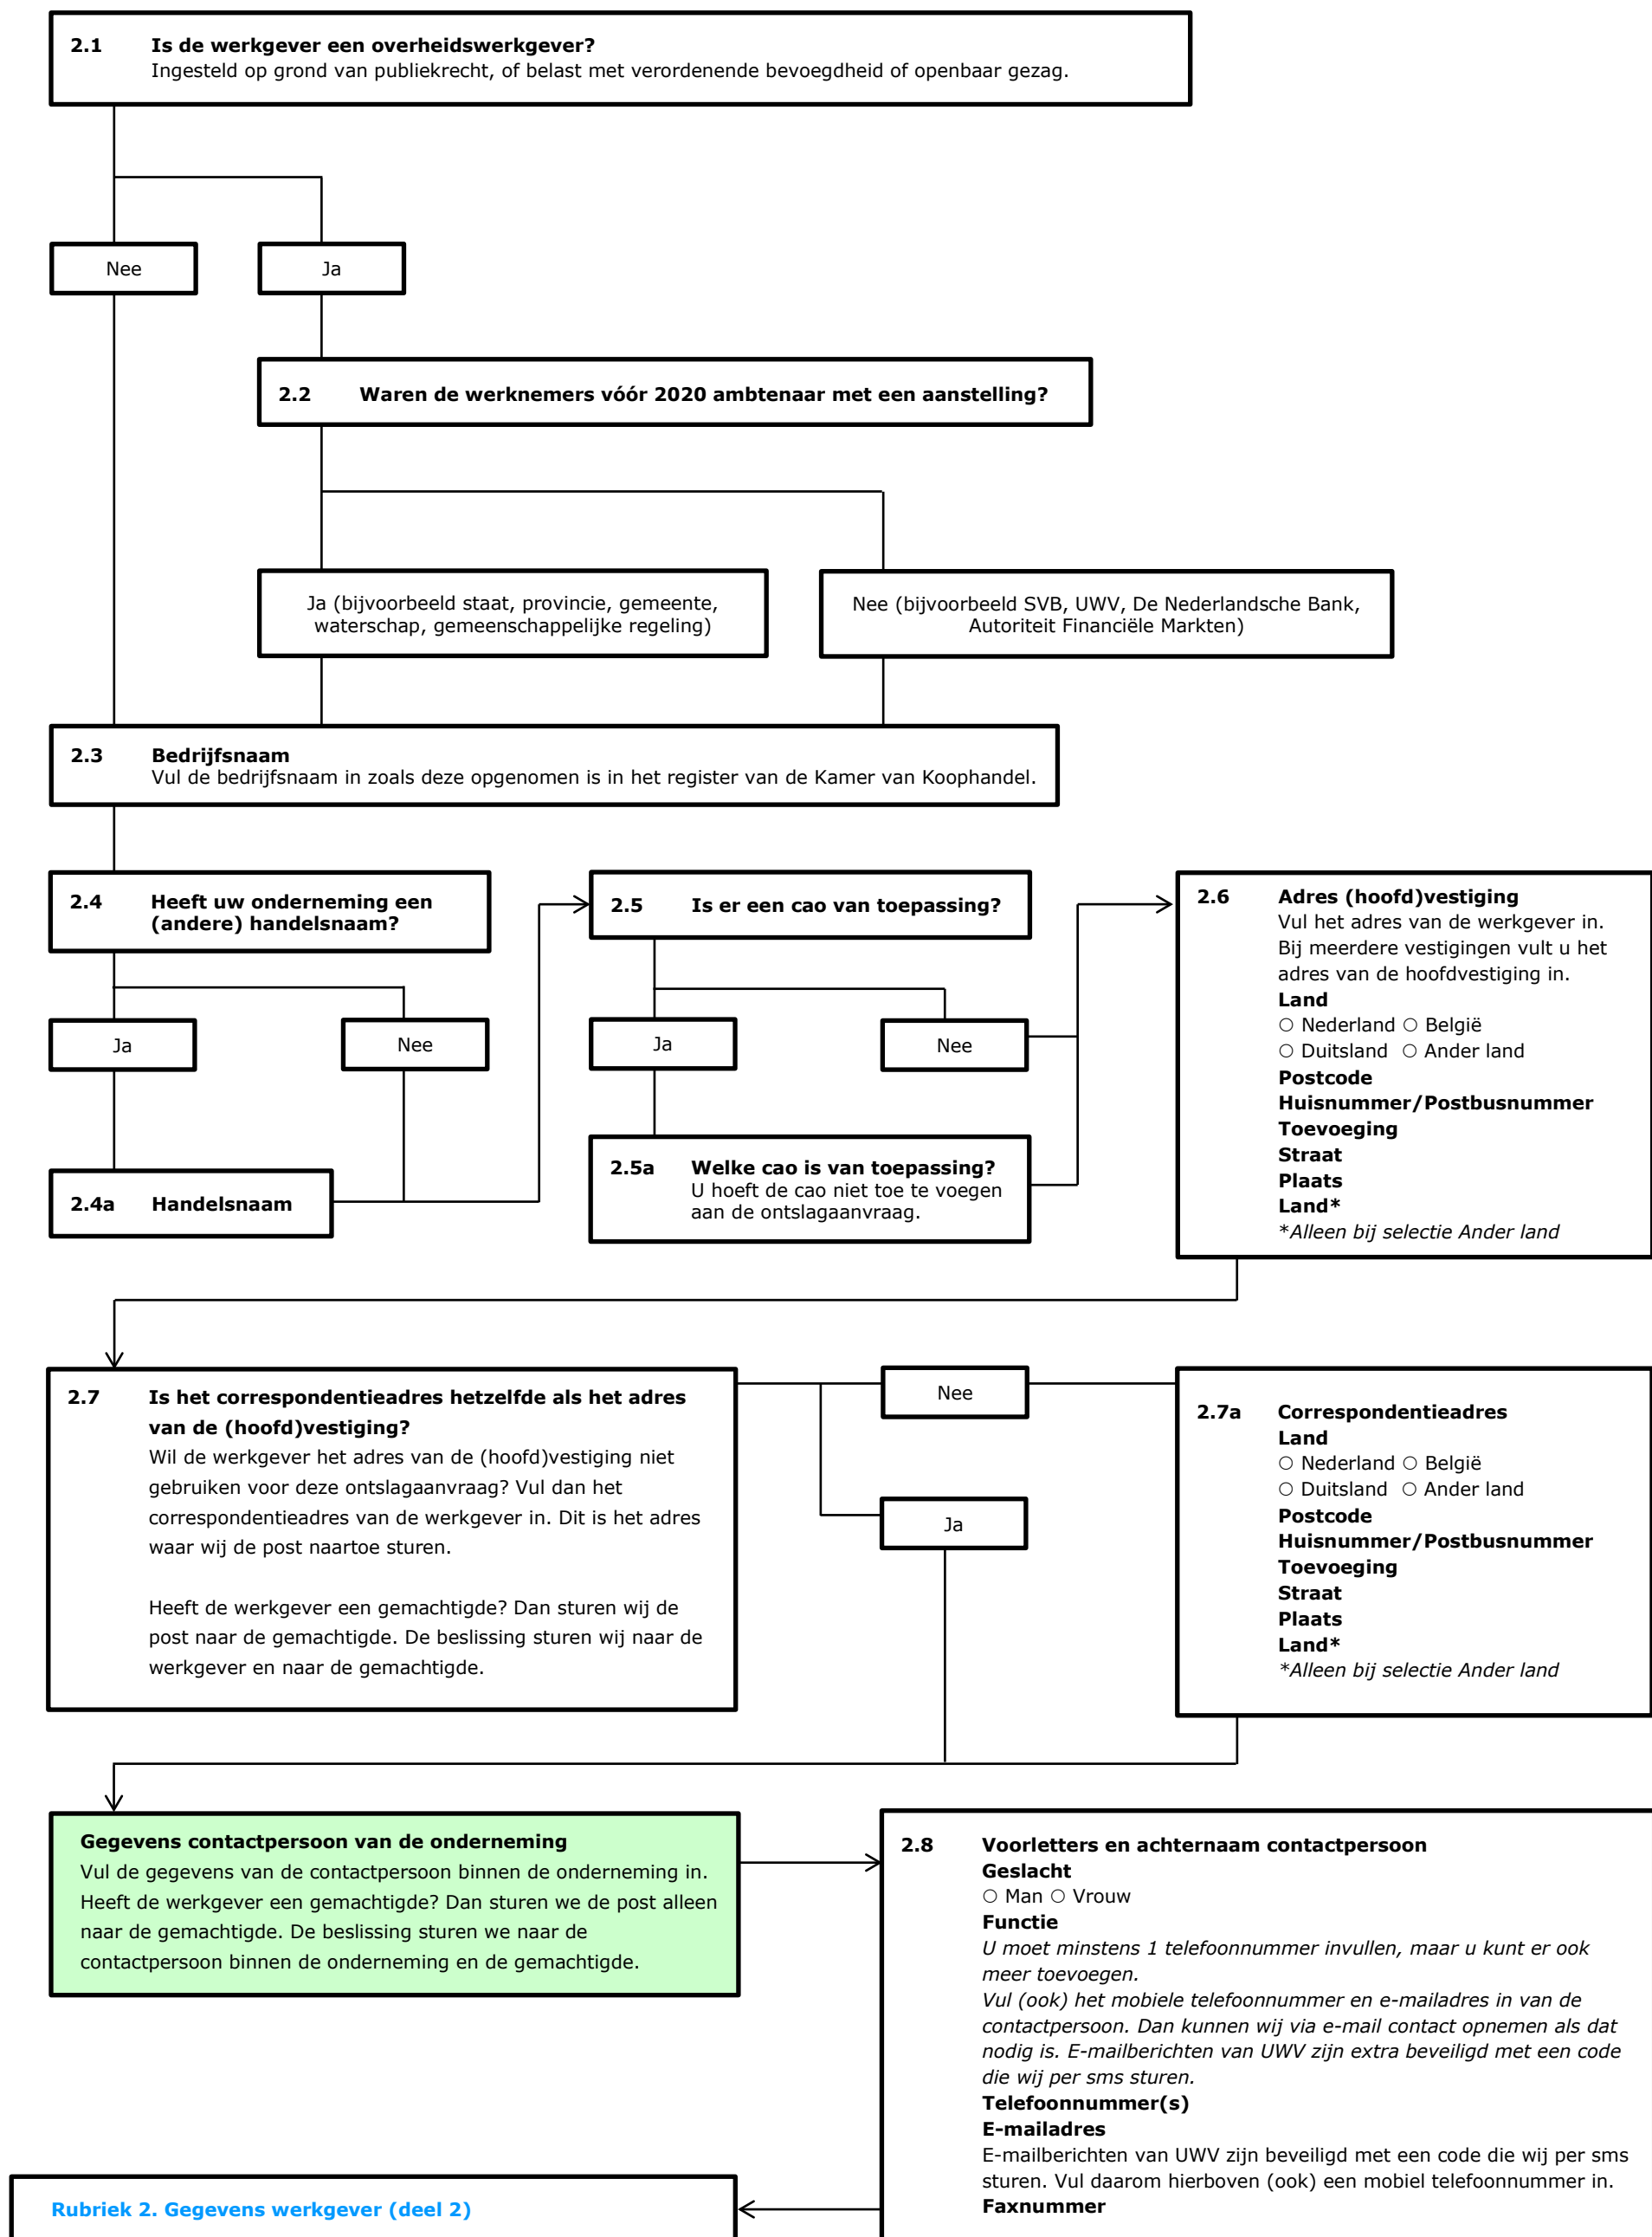 2.1 Is de werkgever een overheidswerkgever?
Ingesteld op grond van publiekrecht, of belast met verordenende bevoegdheid of openbaar gezag.
Nee
Ja
2.2 Waren de werknemers vóór 2020 ambtenaar met een aanstelling?
Ja (bijvoorbeeld staat, provincie, gemeente,
waterschap, gemeenschappelijke regeling)
Nee (bijvoorbeeld SVB, UWV, De Nederlandsche Bank,
Autoriteit Financiële Markten)
2.3 Bedrijfsnaam
Vul de bedrijfsnaam in zoals deze opgenomen is in het register van de Kamer van Koophandel.
2.4 Heeft uw onderneming een
(andere) handelsnaam?
Ja
Nee
2.4a Handelsnaam
2.5 Is er een cao van toepassing?
Ja
Nee
2.5a Welke cao is van toepassing?
U hoeft de cao niet toe te voegen
aan de ontslagaanvraag.
2.6 Adres (hoofd)vestiging
Vul het adres van de werkgever in.
Bij meerdere vestigingen vult u het
adres van de hoofdvestiging in.
Land
○ Nederland ○ België
○ Duitsland ○ Ander land
Postcode
Huisnummer/Postbusnummer
Toevoeging
Straat
Plaats
Land*
*Alleen bij selectie Ander land
2.7 Is het correspondentieadres hetzelfde als het adres
van de (hoofd)vestiging?
Wil de werkgever het adres van de (hoofd)vestiging niet
gebruiken voor deze ontslagaanvraag? Vul dan het
correspondentieadres van de werkgever in. Dit is het adres
waar wij de post naartoe sturen.
Heeft de werkgever een gemachtigde? Dan sturen wij de
post naar de gemachtigde. De beslissing sturen wij naar de
werkgever en naar de gemachtigde.
Nee
Ja
2.7a Correspondentieadres
Land
○ Nederland ○ België
○ Duitsland ○ Ander land
Postcode
Huisnummer/Postbusnummer
Toevoeging
Straat
Plaats
Land*
*Alleen bij selectie Ander land
Gegevens contactpersoon van de onderneming
Vul de gegevens van de contactpersoon binnen de onderneming in.
Heeft de werkgever een gemachtigde? Dan sturen we de post alleen
naar de gemachtigde. De beslissing sturen we naar de
contactpersoon binnen de onderneming en de gemachtigde.
2.8 Voorletters en achternaam contactpersoon
Geslacht
○ Man ○ Vrouw
Functie
U moet minstens 1 telefoonnummer invullen, maar u kunt er ook
meer toevoegen.
Vul (ook) het mobiele telefoonnummer en e-mailadres in van de
contactpersoon. Dan kunnen wij via e-mail contact opnemen als dat
nodig is. E-mailberichten van UWV zijn extra beveiligd met een code
die wij per sms sturen.
Telefoonnummer(s)
E-mailadres
E-mailberichten van UWV zijn beveiligd met een code die wij per sms
sturen. Vul daarom hierboven (ook) een mobiel telefoonnummer in.
Faxnummer
Rubriek 2. Gegevens werkgever (deel 2)